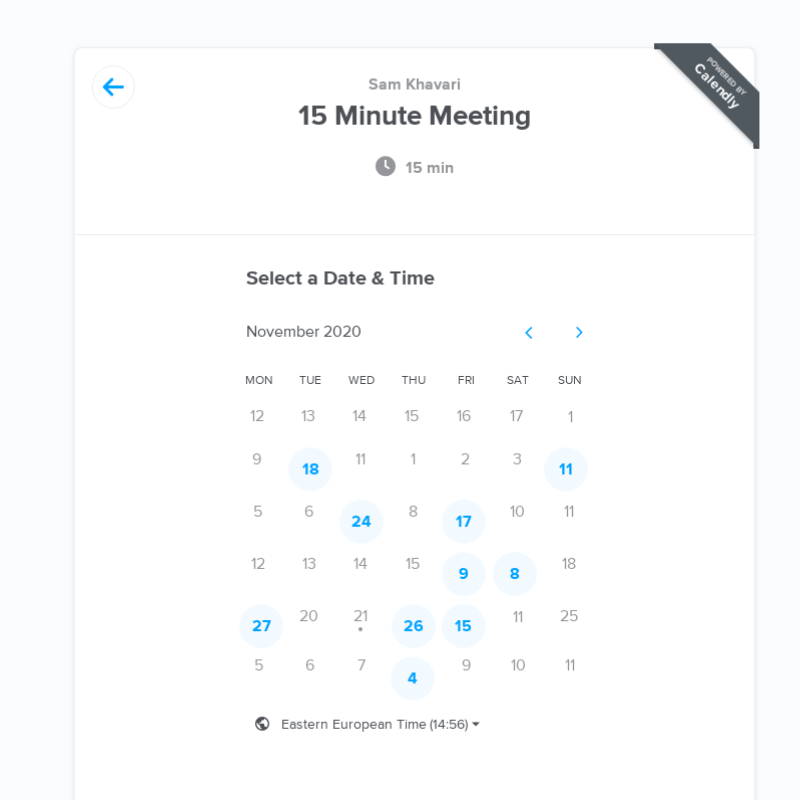 POWERED BY
Calendly
Sam Khavari
15 Minute Meeting
15 min
Select a Date & Time
November 2020
MON TUE WED THU FRI SAT SUN
12 13 14 15 16 17 1
9 18 11 1 2 3 11
5 6 24 8 17 10 11
12 13 14 15 9 8 18
27 20 21 26 15 11 25
5 6 7 4 9 10 11
Eastern European Time (14:56)